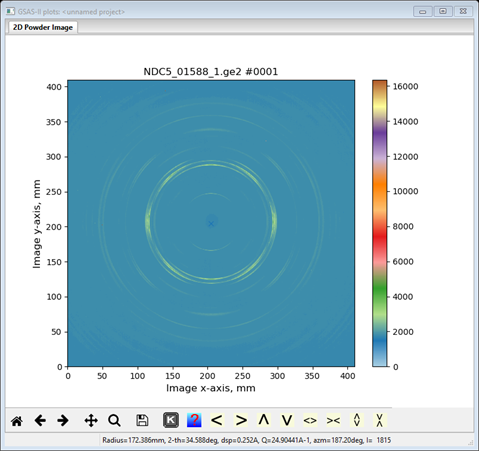 GSAS-II plots: <unnamed project>
2D Powder Image
NDC5_01588_1.ge2 #0001
400
350
300
250
200
150
100
50
0
Image y-axis, mm
0 50 100 150 200 250 300 350 400
Image x-axis, mm
16000
14000
12000
10000
8000
6000
4000
2000
0
K ?
Radius=172.386mm, 2-th=34.588deg, dsp=0.252A, Q=24.90441A-1, azm=187.20deg, I= 1815